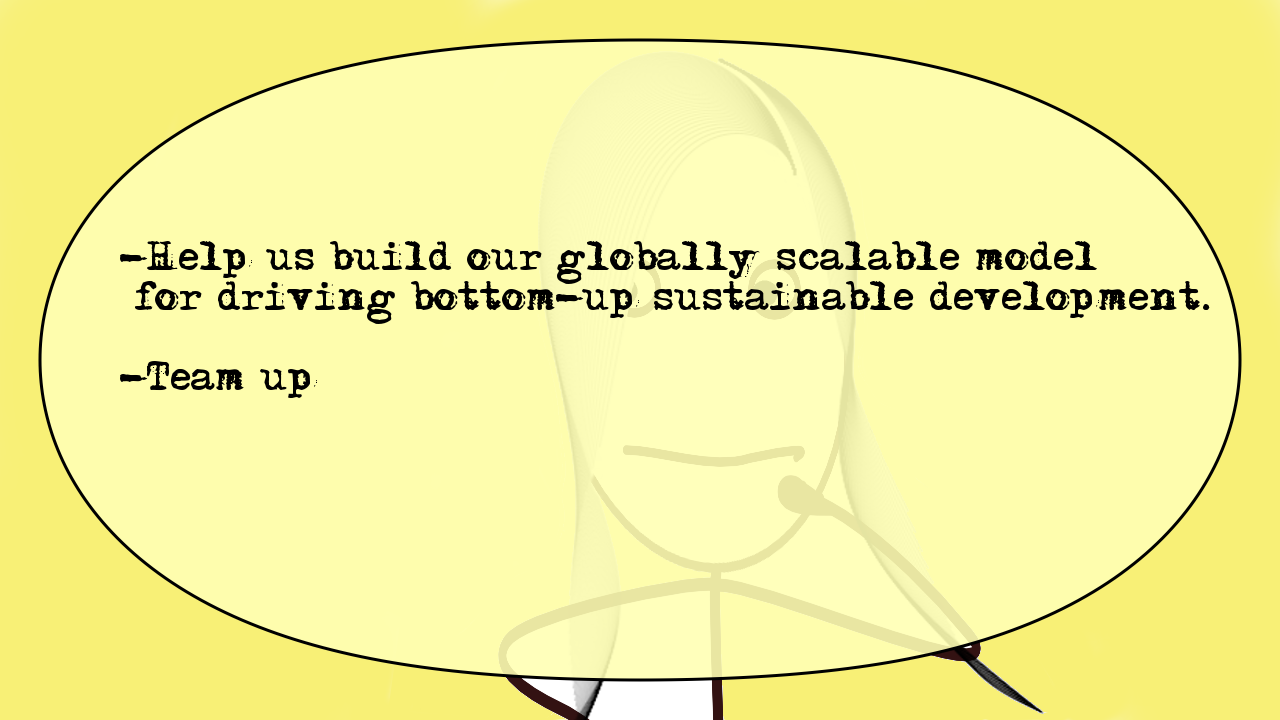 -Help us build our globally scalable model
for driving bottom-up sustainable development.
-Team up